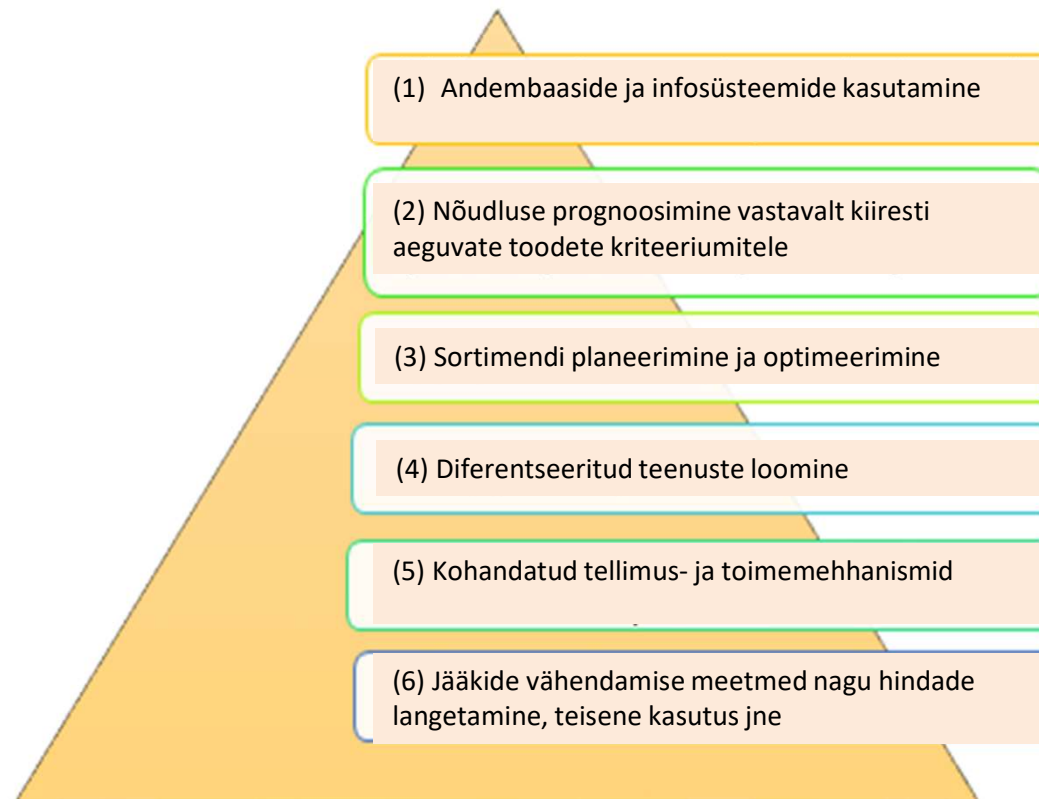 (1) Andembaaside ja infosüsteemide kasutamine
(2) Nõudluse prognoosimine vastavalt kiiresti
aeguvate toodete kriteeriumitele
(3) Sortimendi planeerimine ja optimeerimine
(4) Diferentseeritud teenuste loomine
(5) Kohandatud tellimus- ja toimemehhanismid
(6) Jääkide vähendamise meetmed nagu hindade
langetamine, teisene kasutus jne